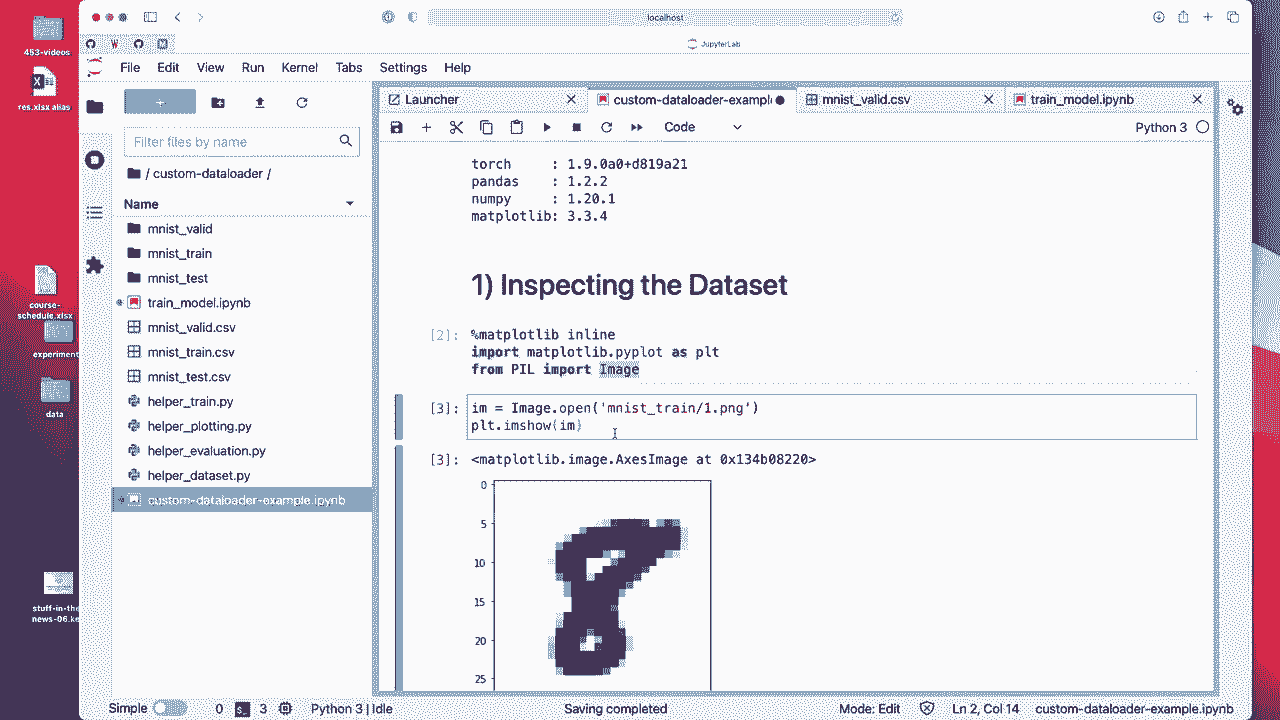 453-videos
res.xlsx alias
course-
schedule.xlsx
experiment
data
stuff-in-the
news-06.ke
localhost
JupyterLab
File Edit View Run Kernel Tabs Settings Help
Filter files by name
/ custom-dataloader /
Name
mnist_valid
mnist_train
mnist_test
train_model.ipynb
mnist_valid.csv
mnist_train.csv
mnist_test.csv
helper_train.py
helper_plotting.py
helper_evaluation.py
helper_dataset.py
custom-dataloader-example.ipynb
Launcher
custom-dataloader-example
mnist_valid.csv
train_model.ipynb
Code
Python 3
torch : 1.9.0a0+d819a21
pandas : 1.2.2
numpy : 1.20.1
matplotlib: 3.3.4
1) Inspecting the Dataset
[2]: %matplotlib inline
import matplotlib.pyplot as plt
from PIL import Image
[3]: im = Image.open('mnist_train/1.png')
plt.imshow(im)
[3]: <matplotlib.image.AxesImage at 0x134b08220>
0
5
10
15
20
25
Simple 0 3 Python 3 | Idle Saving completed Mode: Edit Ln 2, Col 14 custom-dataloader-example.ipynb